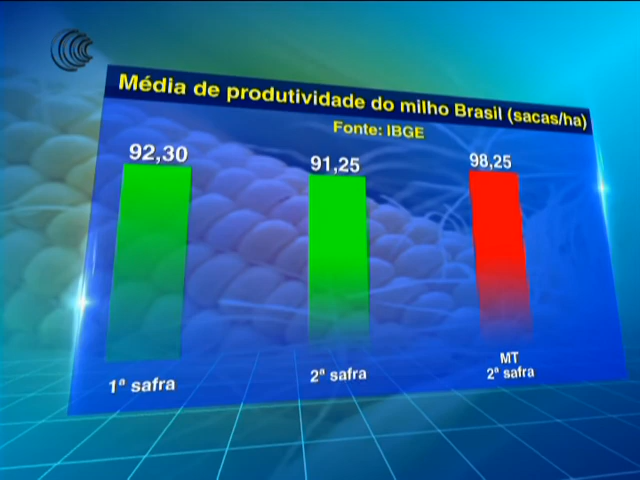 Média de produtividade do milho Brasil (sacas/ha)
Fonte: IBGE
92,30
91,25
98,25
1ª safra
2ª safra
MT
2ª safra